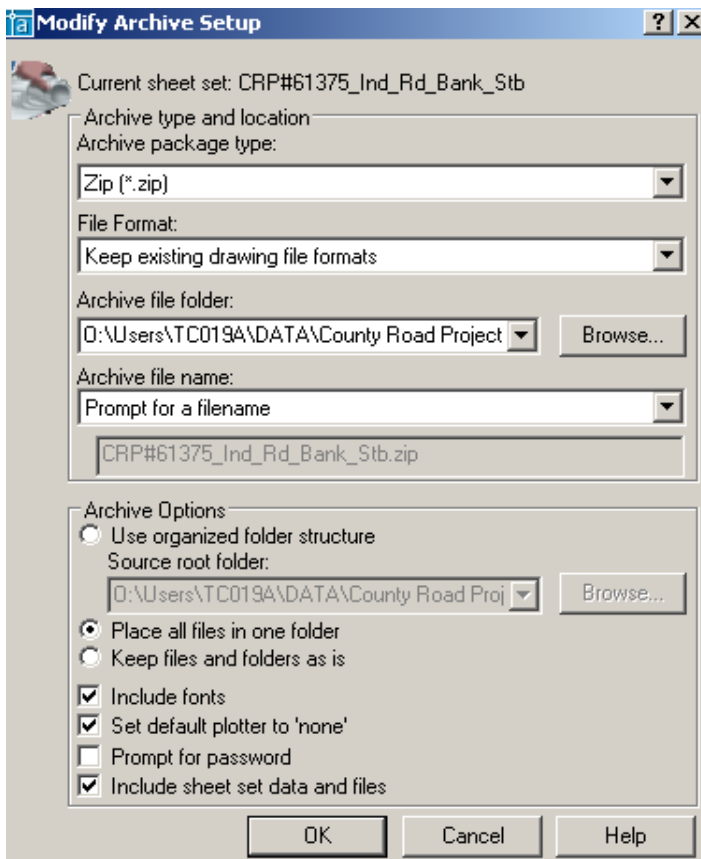 Modify Archive Setup
Current sheet set: CRP#61375_Ind_Rd_Bank_Stb
Archive type and location
Archive package type:
Zip (*.zip)
File Format:
Keep existing drawing file formats
Archive file folder:
O:\Users\TC019A\DATA\County Road Project
Browse...
Archive file name:
Prompt for a filename
CRP#61375_Ind_Rd_Bank_Stb.zip
Archive Options
Use organized folder structure
Source root folder:
O:\Users\TC019A\DATA\County Road Proj
Browse...
Place all files in one folder
Keep files and folders as is
Include fonts
Set default plotter to 'none'
Prompt for password
Include sheet set data and files
OK Cancel Help